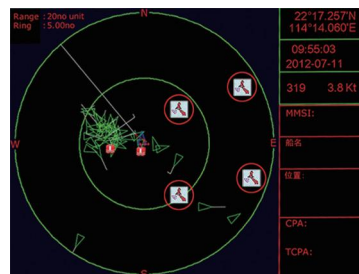 Range : 20no unit
Ring : 5.00no
N
W
E
S
22°17.257'N
114°14.060'E
09:55:03
2012-07-11
319 3.8 Kt
MMSI:
船名
位置:
CPA:
TCPA: